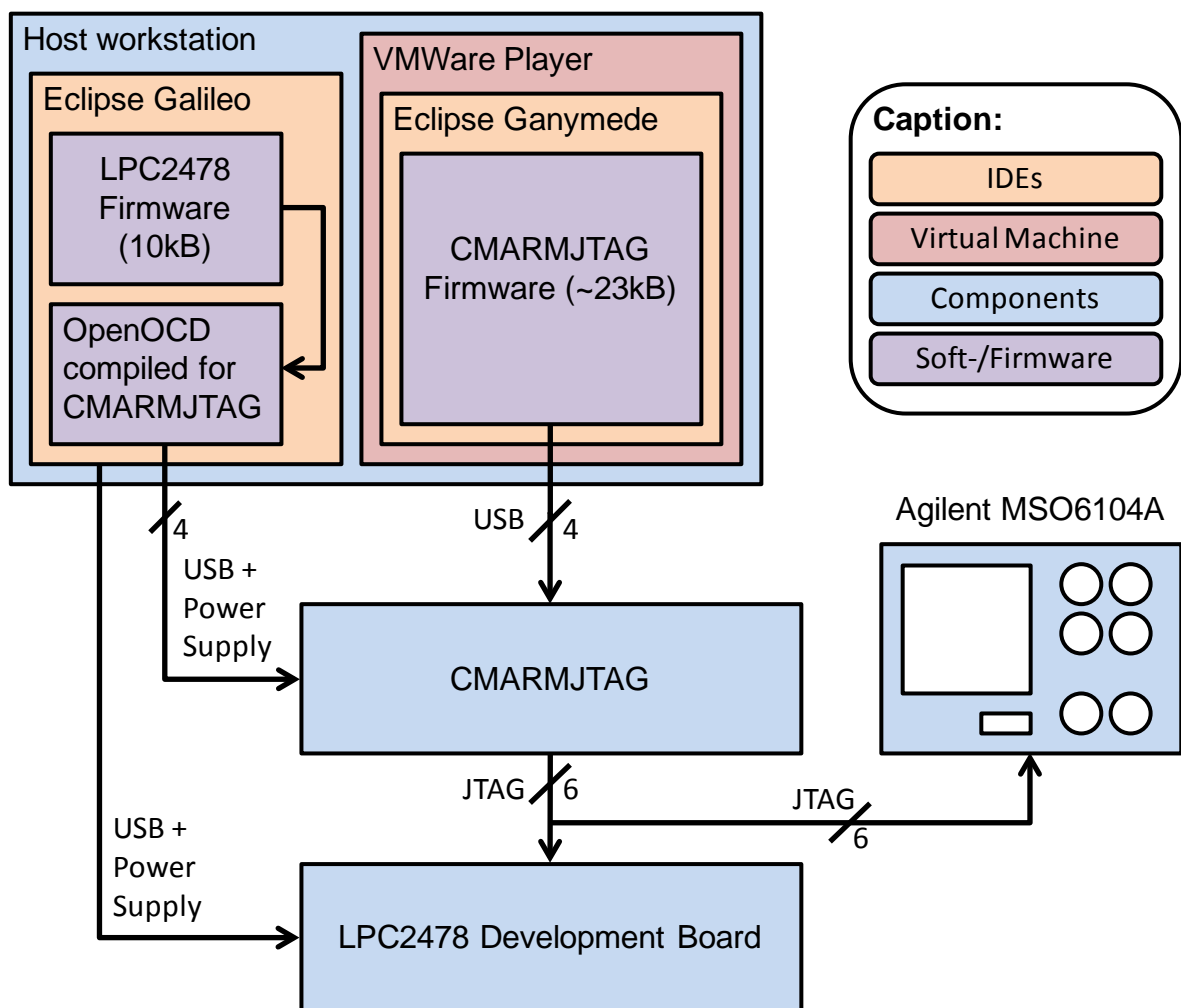 Host workstation
Eclipse Galileo
LPC2478
Firmware
(10kB)
OpenOCD
compiled for
CMARMJTAG
VMWare Player
Eclipse Ganymede
CMARMJTAG
Firmware (~23kB)
Caption:
IDEs
Virtual Machine
Components
Soft-/Firmware
4
USB +
Power
Supply
USB
4
Agilent MSO6104A
CMARMJTAG
JTAG
6
JTAG
6
USB +
Power
Supply
LPC2478 Development Board